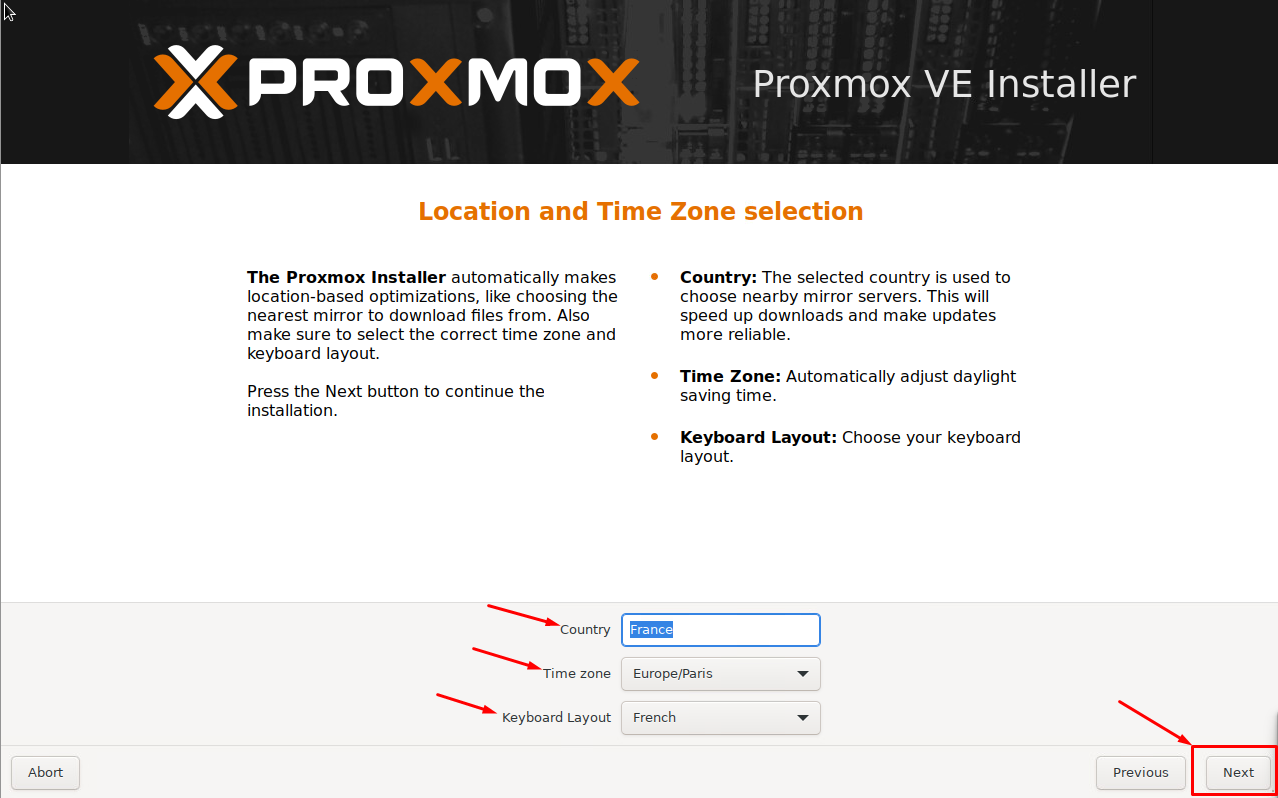 PROXMOX
Proxmox VE Installer
Location and Time Zone selection
The Proxmox Installer automatically makes
location-based optimizations, like choosing the
nearest mirror to download files from. Also
make sure to select the correct time zone and
keyboard layout.
Press the Next button to continue the
installation.
Country: The selected country is used to
choose nearby mirror servers. This will
speed up downloads and make updates
more reliable.
Time Zone: Automatically adjust daylight
saving time.
Keyboard Layout: Choose your keyboard
layout.
Country France
Time zone Europe/Paris
Keyboard Layout French
Abort Previous Next